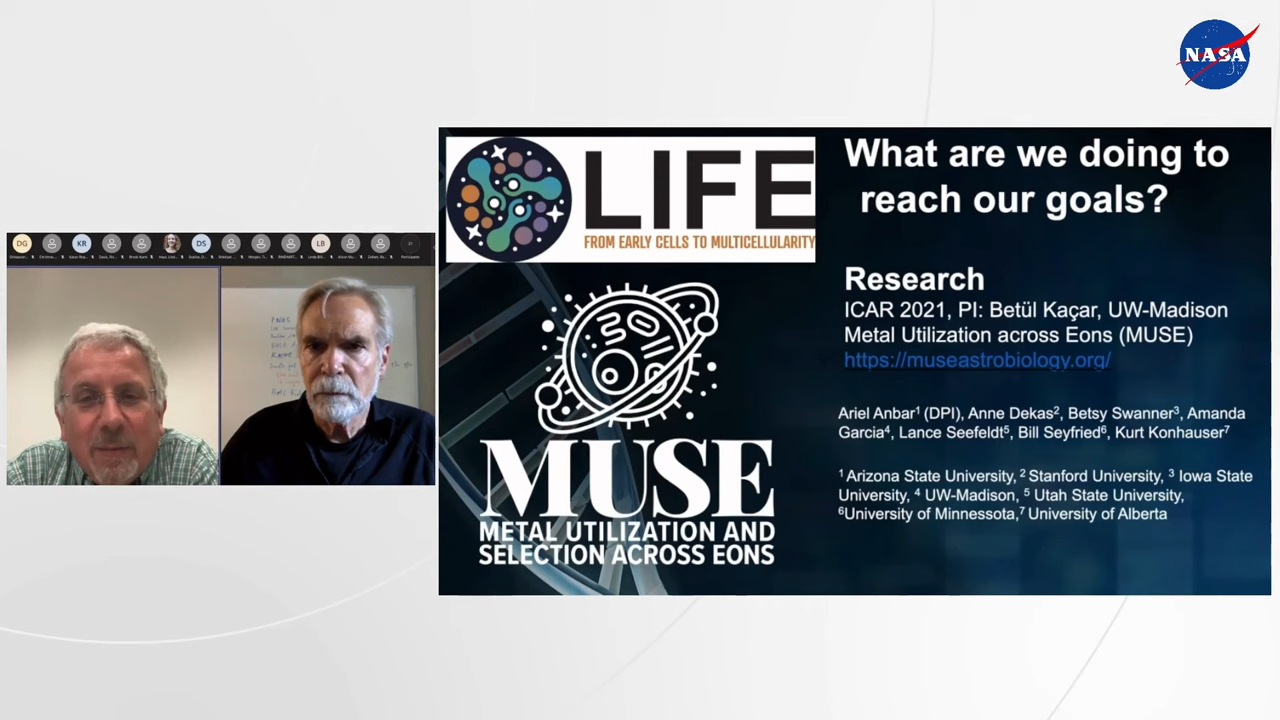 NASA
LIFE
FROM EARLY CELLS TO MULTICELLULARITY
What are we doing to
reach our goals?
Research
ICAR 2021, PI: Betül Kaçar, UW-Madison
Metal Utilization across Eons (MUSE)
https://museastrobiology.org/
Ariel Anbar¹ (DPI), Anne Dekas², Betsy Swanner³, Amanda
Garcia⁴, Lance Seefeldt⁵, Bill Seyfried⁶, Kurt Konhauser⁷
¹ Arizona State University, ² Stanford University, ³ Iowa State
University, ⁴ UW-Madison, ⁵ Utah State University,
⁶University of Minnessota,⁷ University of Alberta
MUSE
METAL UTILIZATION AND
SELECTION ACROSS EONS
DG
KR
DS
LB